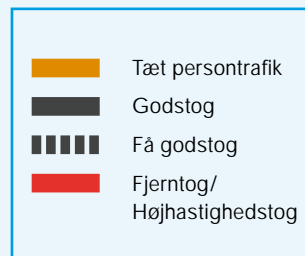 Tæt persontrafik
Godstog
Få godstog
Fjerntog/
Højhastighedstog